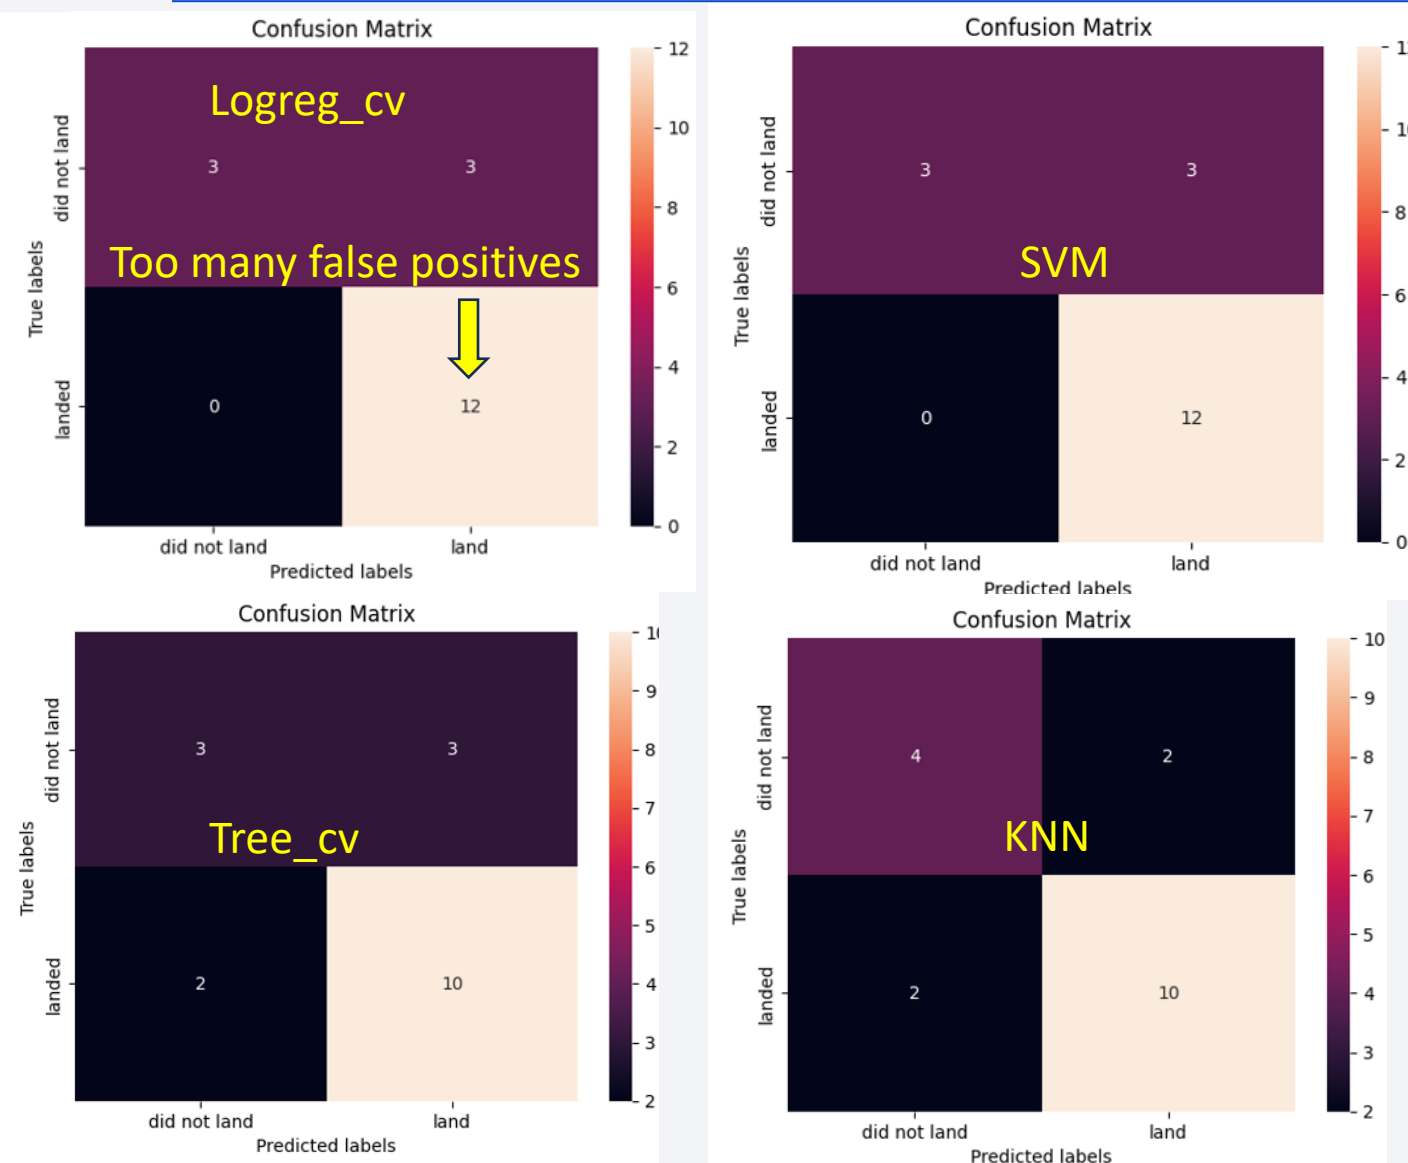 Confusion Matrix
Logreg_cv
3
3
Too many false positives
0
12
did not land
landed
True labels
did not land
land
Predicted labels
12
10
8
6
4
2
0
Confusion Matrix
3
3
SVM
0
12
did not land
landed
True labels
did not land
land
Predicted labels
8
6
4
2
0
Confusion Matrix
3
3
Tree_cv
2
10
did not land
landed
True labels
did not land
land
Predicted labels
9
8
7
6
5
4
3
2
Confusion Matrix
4
2
KNN
2
10
did not land
landed
True labels
did not land
land
Predicted labels
10
9
8
7
6
5
4
3
2